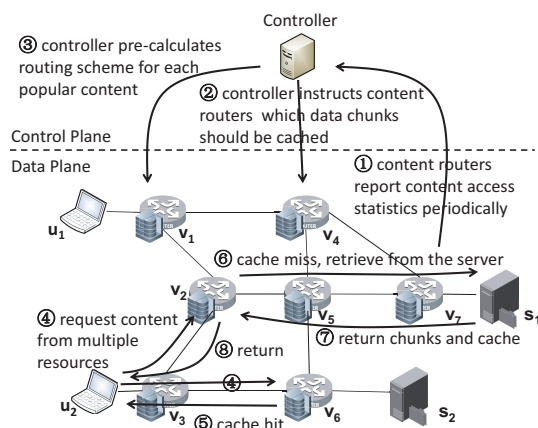 Controller
③ controller pre-calculates
routing scheme for each
popular content
② controller instructs content
routers which data chunks
should be cached
Control Plane
Data Plane
① content routers
report content access
statistics periodically
u1
v1
v4
⑥ cache miss, retrieve from the server
v2
v5
v7
s1
④ request content
from multiple
resources
⑦ return chunks and cache
⑧ return
④
u2
v3
v6
s2
⑤ cache hit